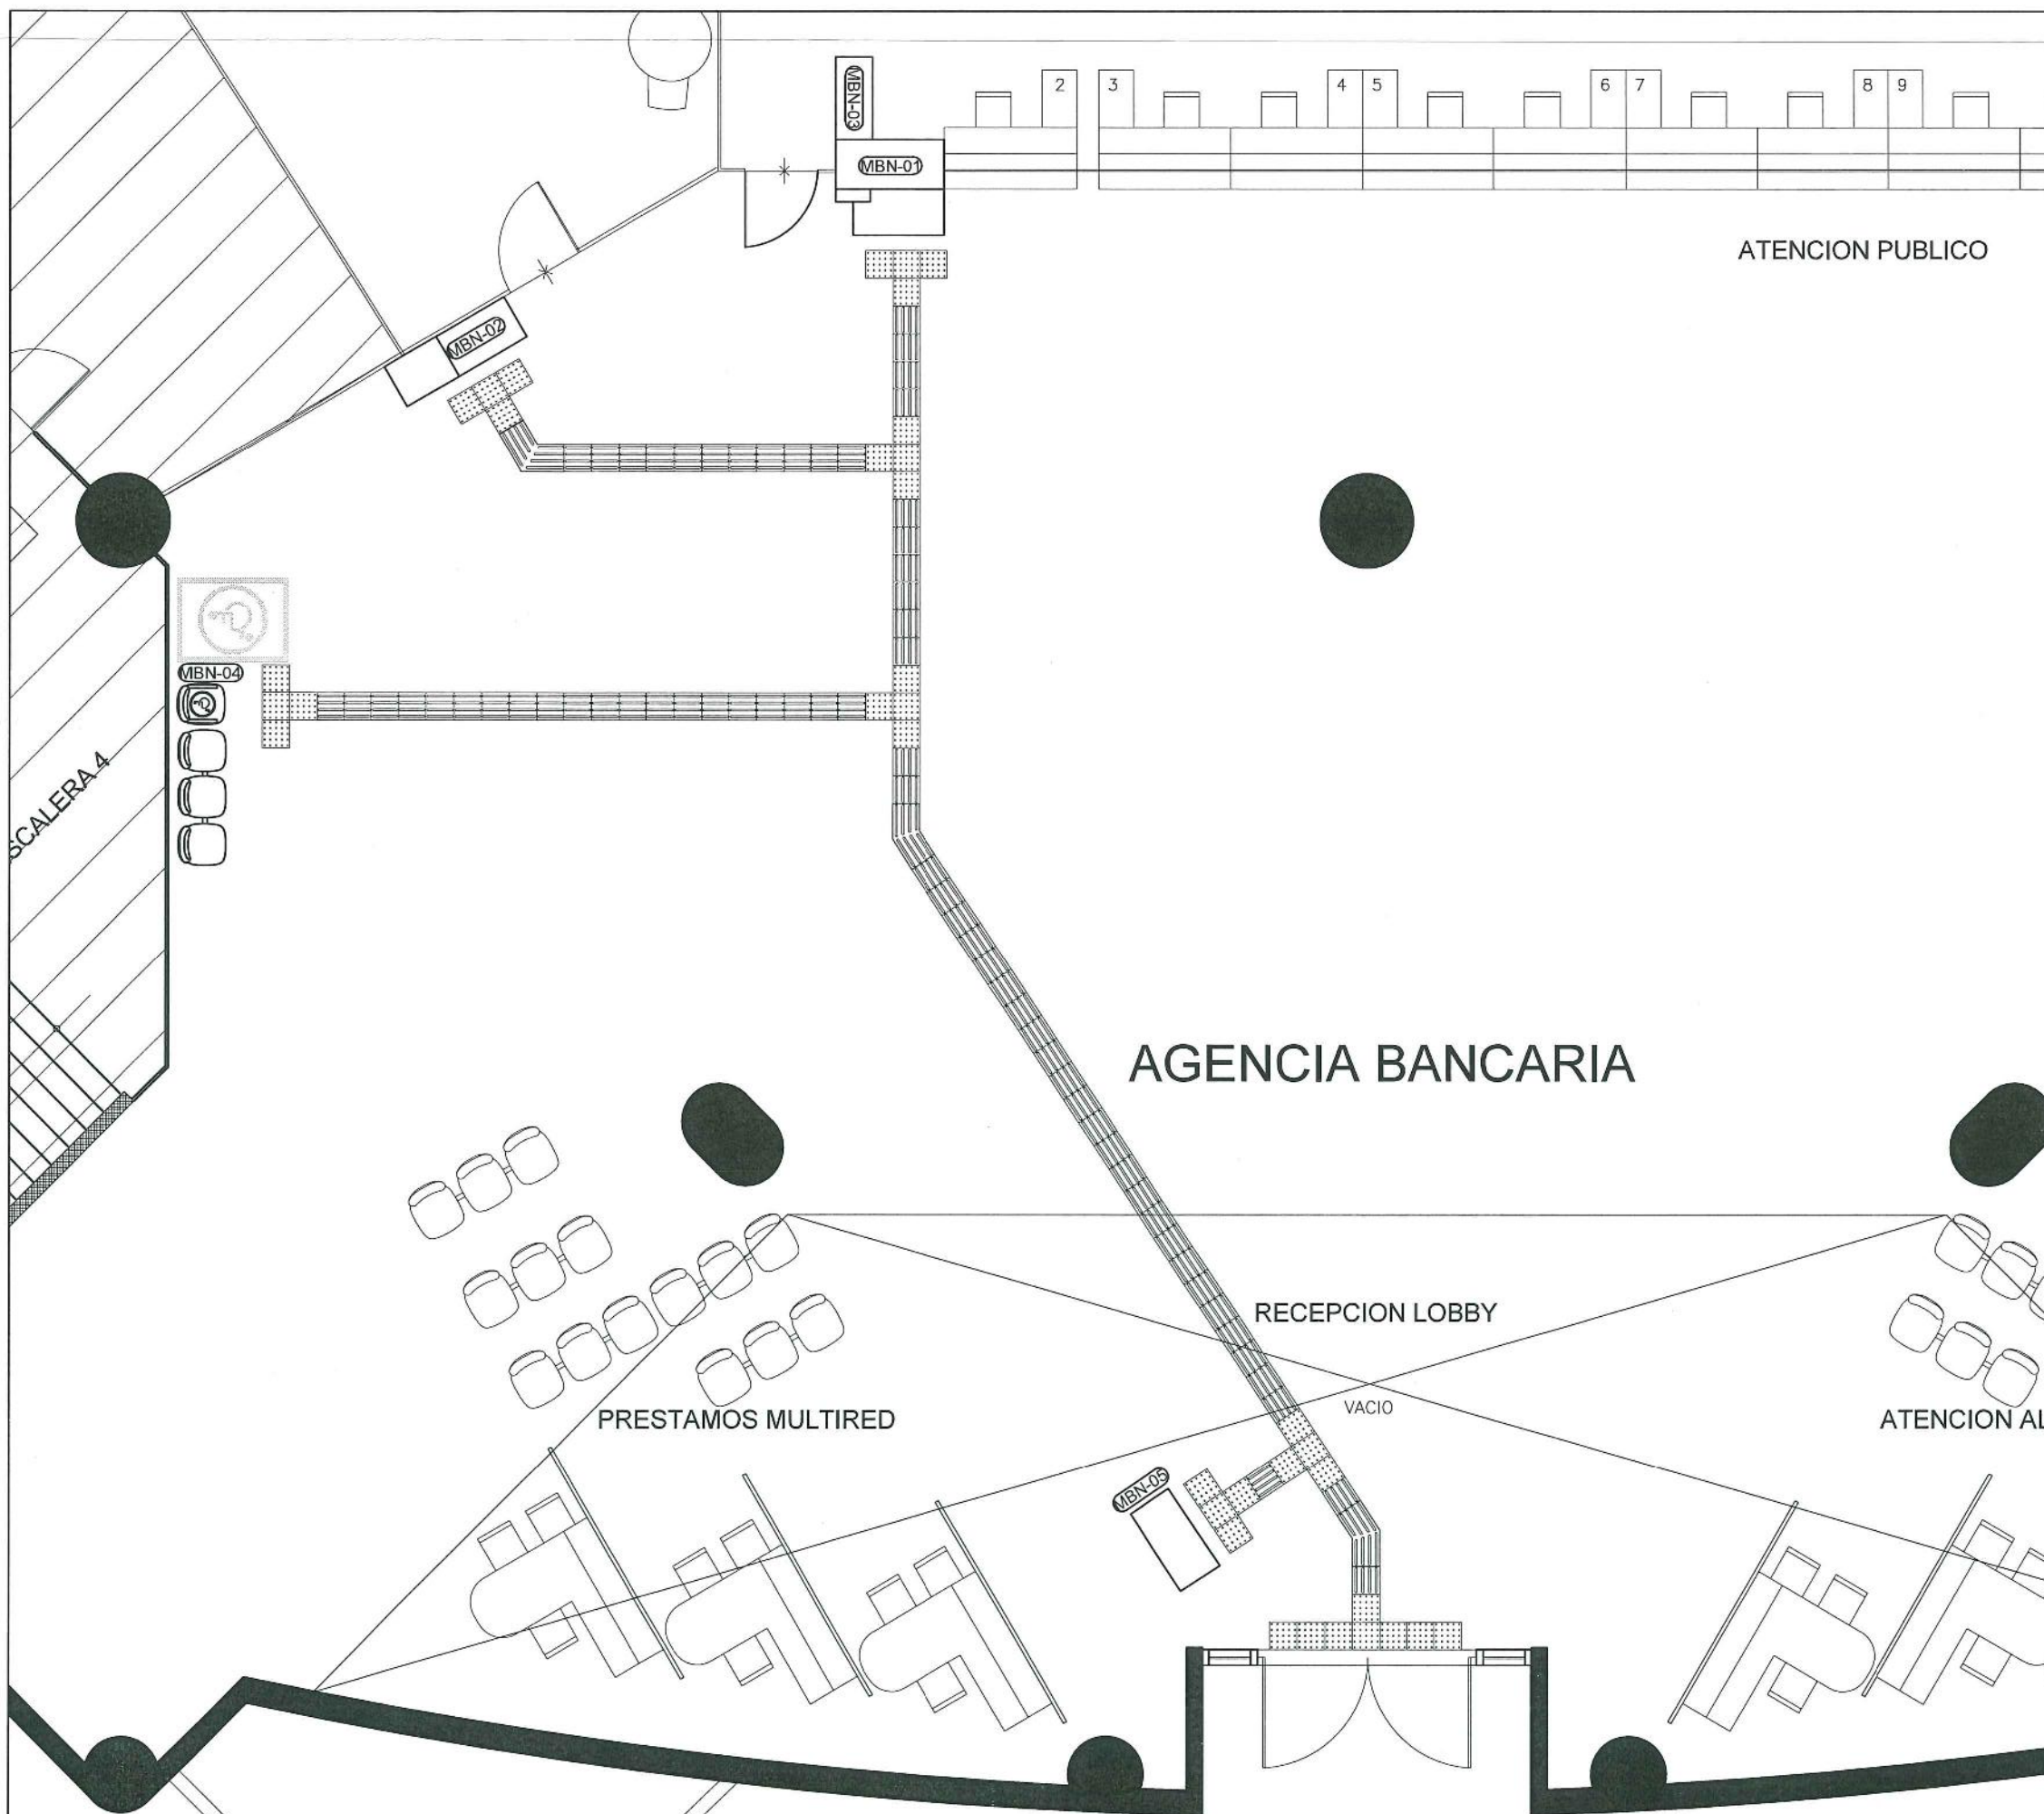 MBN-03
2
3
4
5
6
7
8
9
MBN-01
ATENCION PUBLICO
MBN-02
MBN-04
SCALERA 4
AGENCIA BANCARIA
RECEPCION LOBBY
VACIO
PRESTAMOS MULTIRED
ATENCION AL
MBN-05